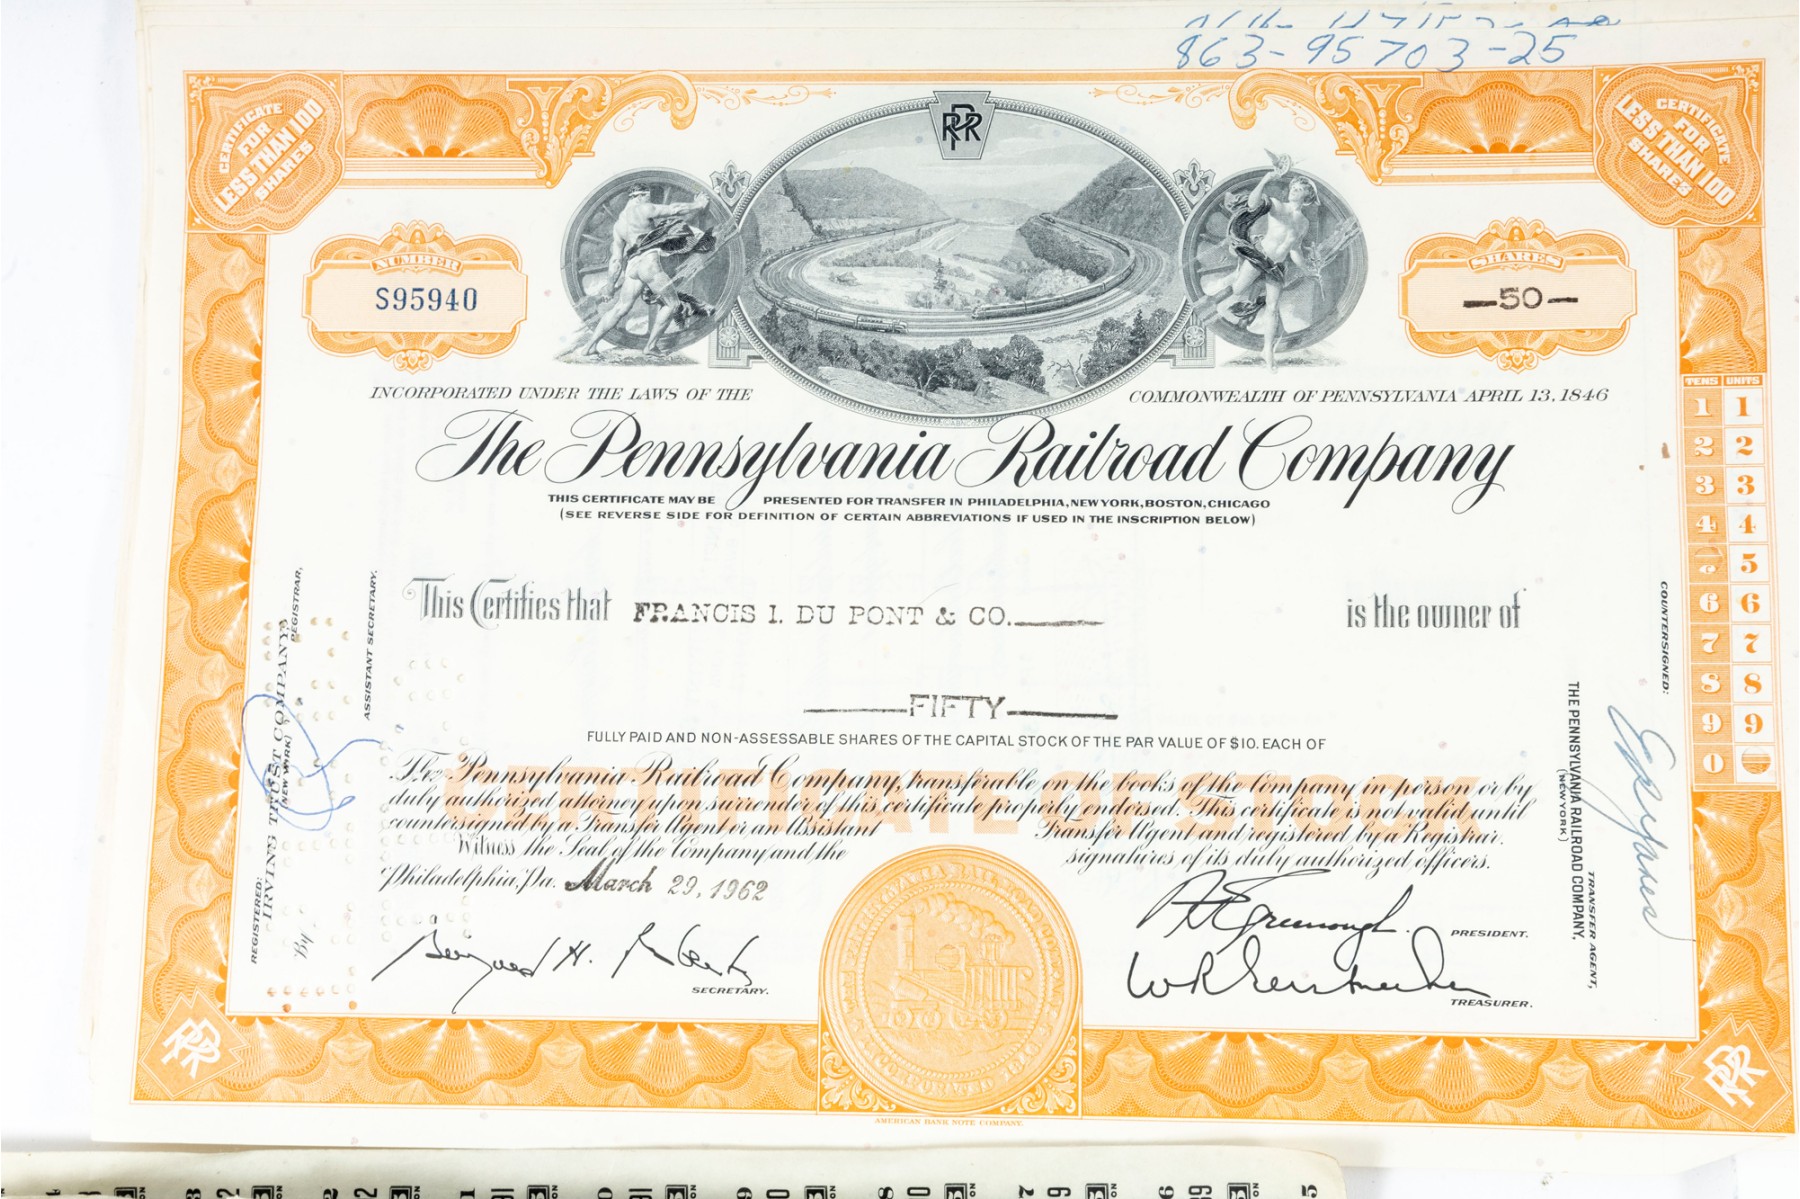 863-95703-25
CERTIFICATE
FOR
LESS THAN 100
SHARES
PRR
CERTIFICATE
FOR
LESS THAN 100
SHARES
NUMBER
S95940
SHARES
—50—
INCORPORATED UNDER THE LAWS OF THE COMMONWEALTH OF PENNSYLVANIA APRIL 13, 1846
The Pennsylvania Railroad Company
THIS CERTIFICATE MAY BE PRESENTED FOR TRANSFER IN PHILADELPHIA, NEW YORK, BOSTON, CHICAGO
(SEE REVERSE SIDE FOR DEFINITION OF CERTAIN ABBREVIATIONS IF USED IN THE INSCRIPTION BELOW)
TENS UNITS
1 1
2 2
3 3
4 4
5
6 6
7 7
8 8
9 9
0
This Certifies that FRANCIS I. DU PONT & CO. is the owner of
—FIFTY—
FULLY PAID AND NON-ASSESSABLE SHARES OF THE CAPITAL STOCK OF THE PAR VALUE OF $10. EACH OF
The Pennsylvania Railroad Company, transferable on the books of the Company in person or by
duly authorized attorney upon surrender of this certificate properly endorsed. This certificate is not valid until
countersigned by a Transfer Agent or an Assistant Transfer Agent and registered by a Registrar.
Witness the Seal of the Company and the signatures of its duly authorized officers.
Philadelphia, Pa. March 29, 1962
SECRETARY.
PRESIDENT.
TREASURER.
REGISTERED:
IRVING TRUST COMPANY,
(NEW YORK)
REGISTRAR,
By
ASSISTANT SECRETARY.
COUNTERSIGNED:
THE PENNSYLVANIA RAILROAD COMPANY,
(NEW YORK)
TRANSFER AGENT,
PRR
PRR
AMERICAN BANK NOTE COMPANY.